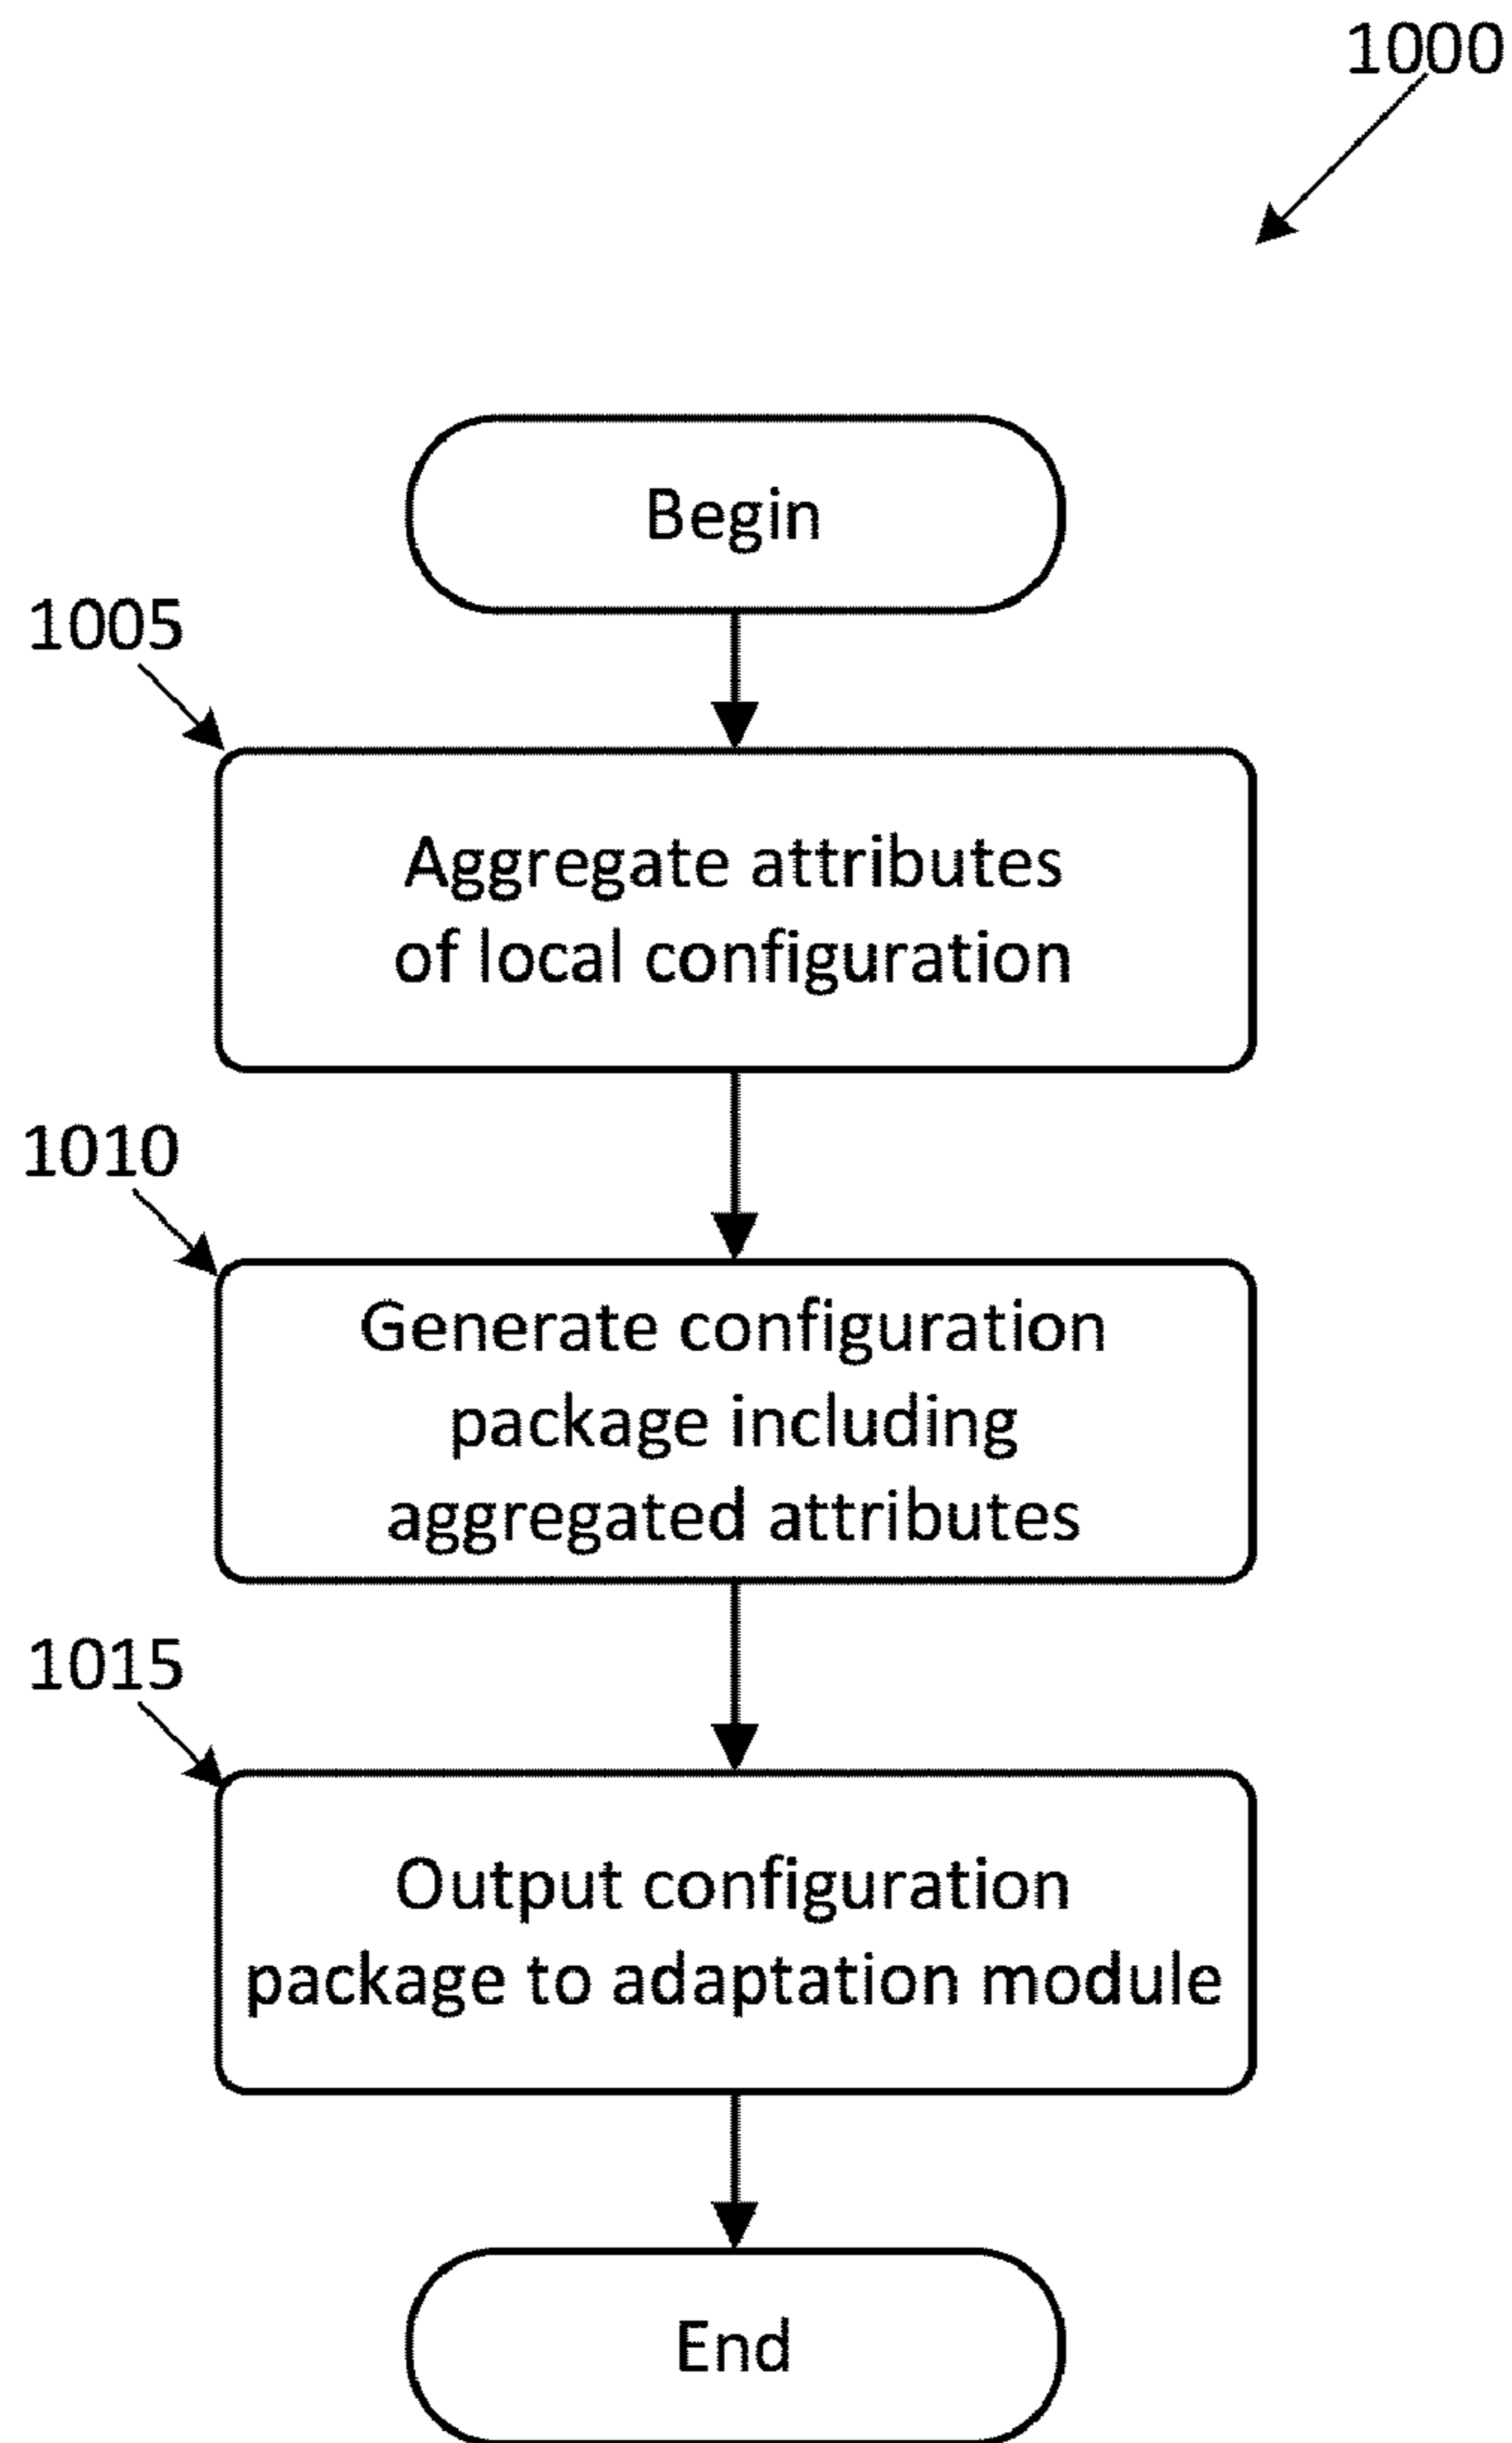 1000
Begin
1005
Aggregate attributes
of local configuration
1010
Generate configuration
package including
aggregated attributes
1015
Output configuration
package to adaptation module
End